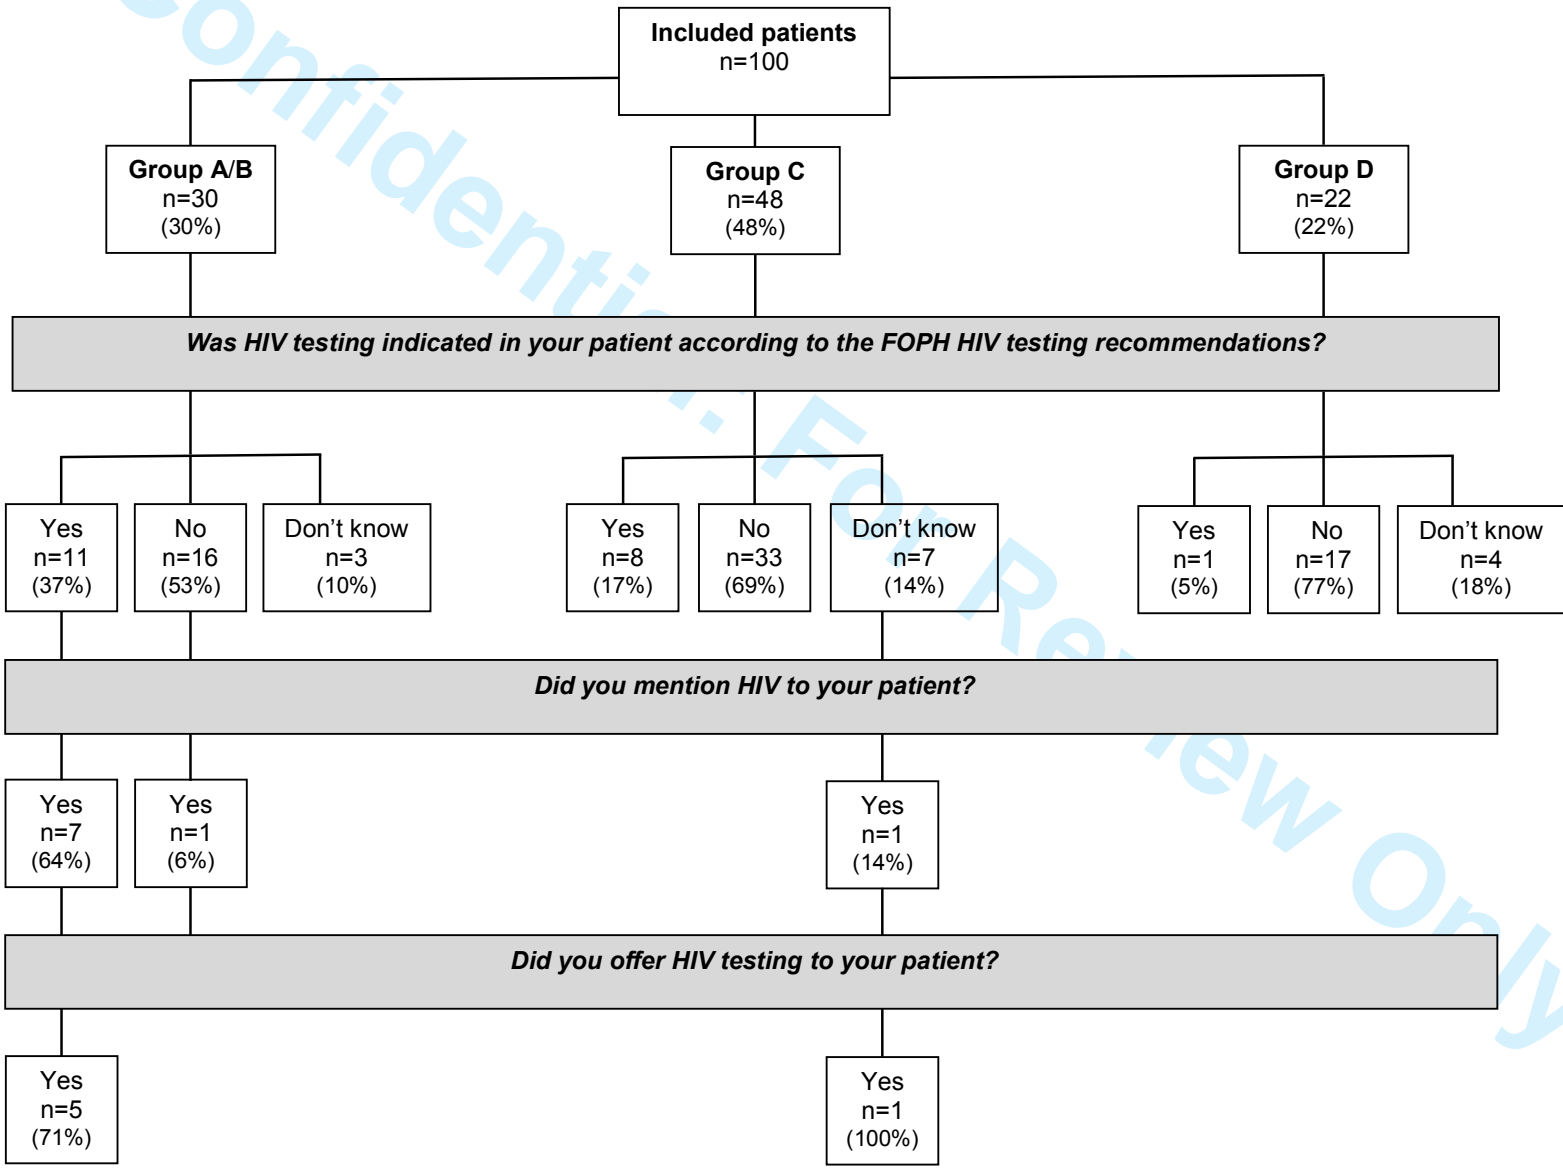 Confidential: For Review Only
Included patients
n=100
Group A/B
n=30
(30%)
Group C
n=48
(48%)
Group D
n=22
(22%)
Was HIV testing indicated in your patient according to the FOPH HIV testing recommendations?
Yes
n=11
(37%)
No
n=16
(53%)
Don't know
n=3
(10%)
Yes
n=8
(17%)
No
n=33
(69%)
Don't know
n=7
(14%)
Yes
n=1
(5%)
No
n=17
(77%)
Don't know
n=4
(18%)
Did you mention HIV to your patient?
Yes
n=7
(64%)
Yes
n=1
(6%)
Yes
n=1
(14%)
Did you offer HIV testing to your patient?
Yes
n=5
(71%)
Yes
n=1
(100%)